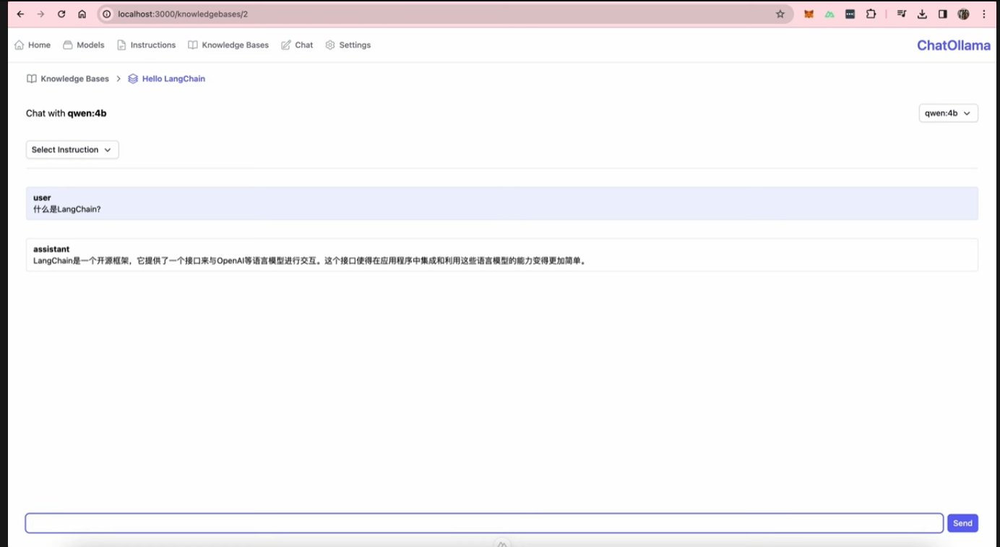 localhost:3000/knowledgebases/2
Home Models Instructions Knowledge Bases Chat Settings ChatOllama
Knowledge Bases > Hello LangChain
Chat with qwen:4b qwen:4b
Select Instruction
user
什么是LangChain?
assistant
LangChain是一个开源框架，它提供了一个接口来与OpenAI等语言模型进行交互。这个接口使得在应用程序中集成和利用这些语言模型的能力变得更加简单。
Send